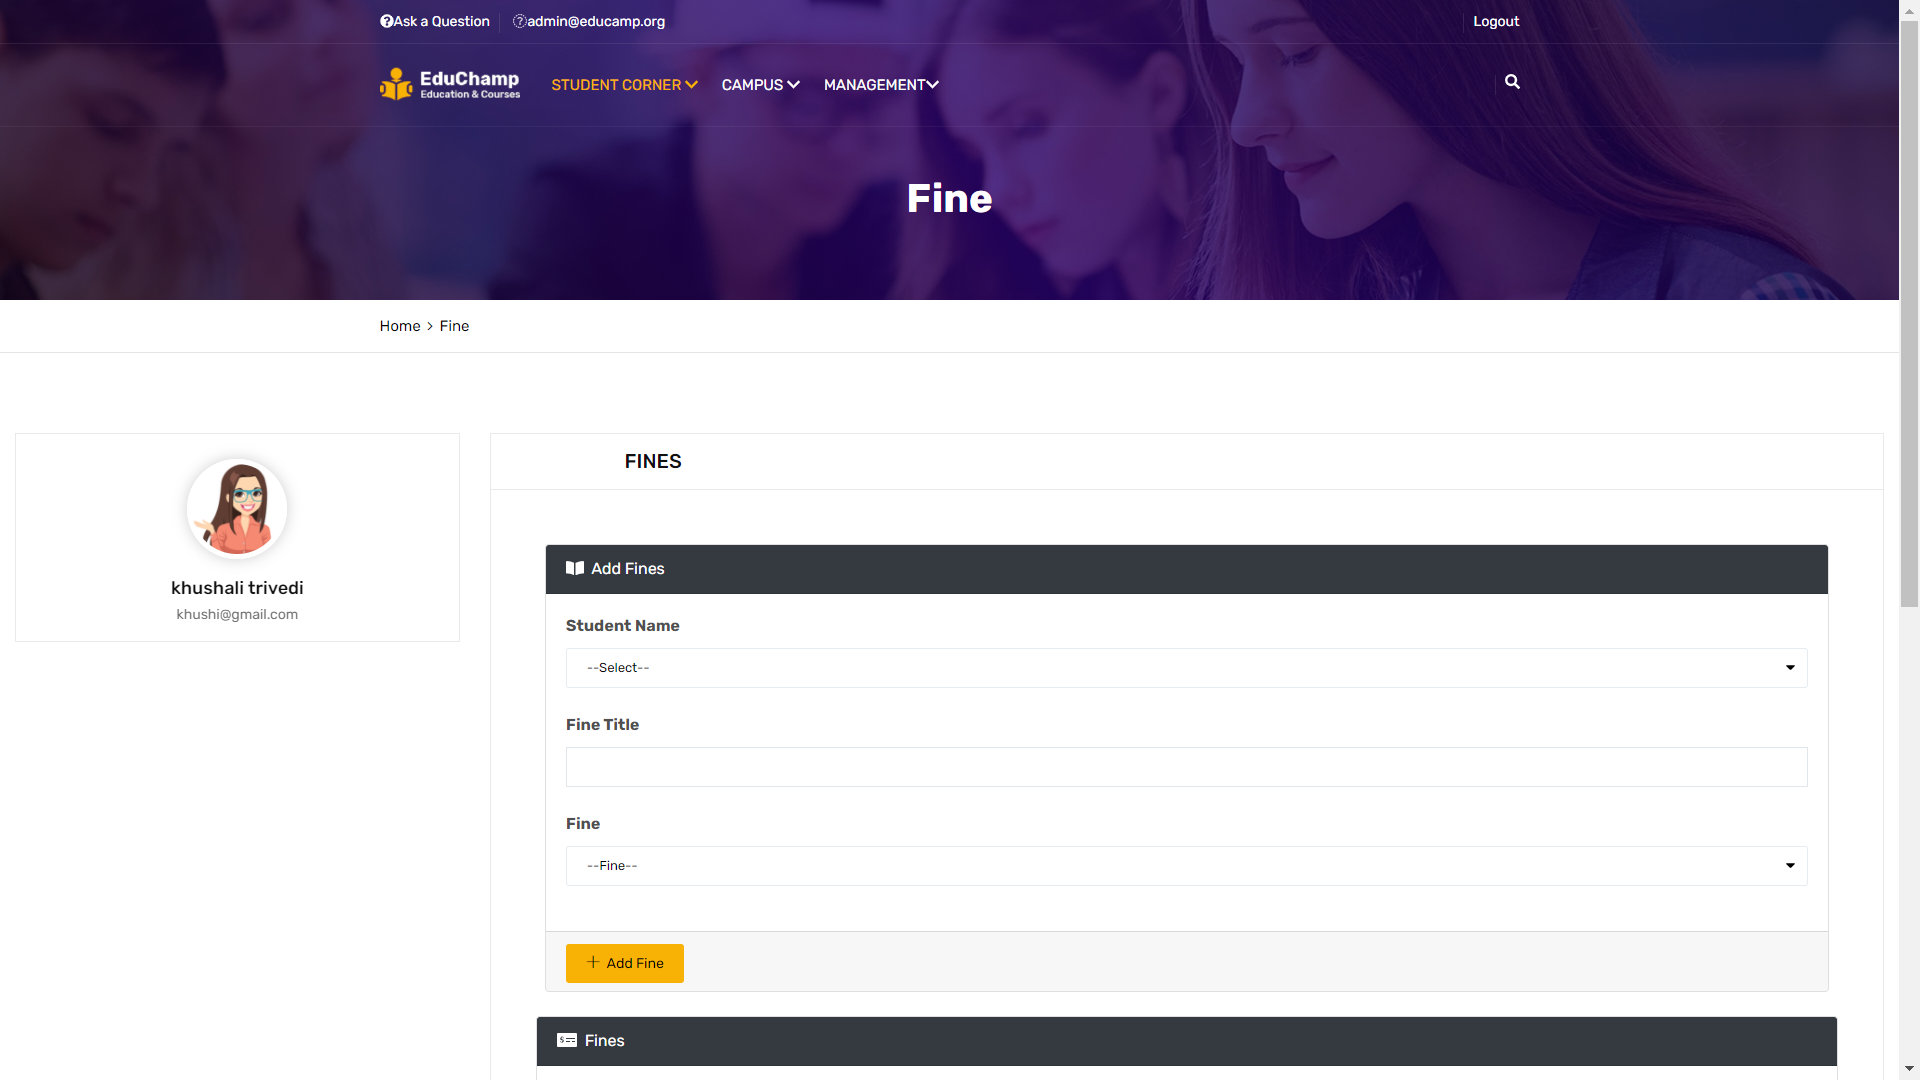 Ask a Question
admin@educamp.org
Logout
EduChamp
Education & Courses
STUDENT CORNER
CAMPUS
MANAGEMENT
Fine
Home > Fine
khushali trivedi
khushi@gmail.com
FINES
Add Fines
Student Name
--Select--
Fine Title
Fine
--Fine--
+ Add Fine
Fines